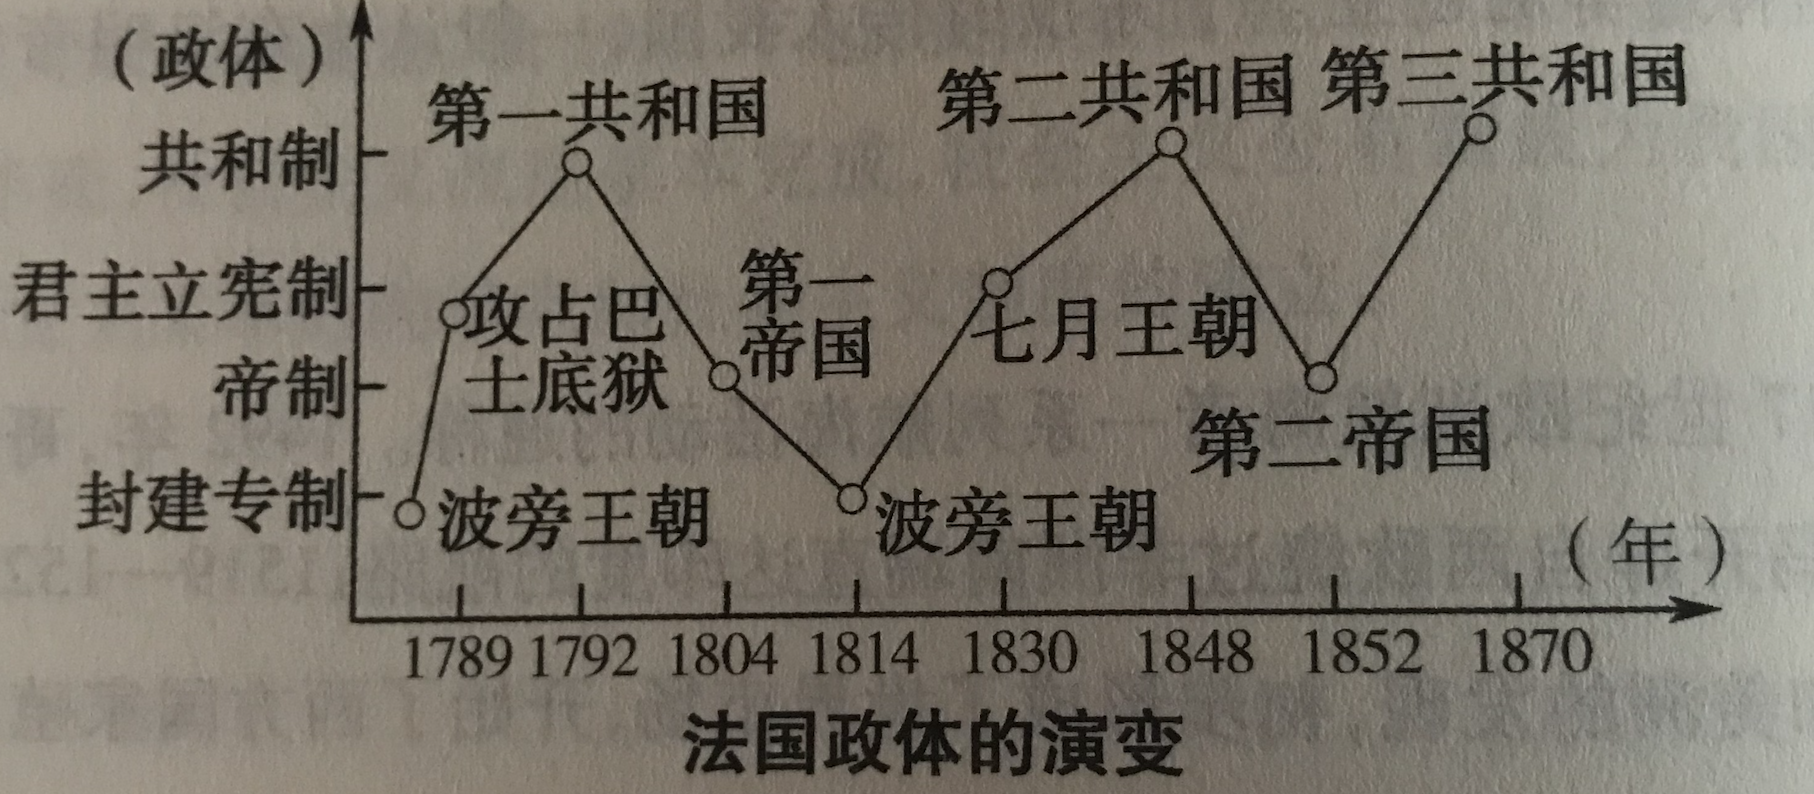 （政体）
共和制
君主立宪制
帝制
封建专制
波旁王朝
攻占巴
士底狱
第一共和国
第一
帝国
波旁王朝
七月王朝
第二共和国
第二帝国
第三共和国
（年）
1789 1792 1804 1814 1830 1848 1852 1870
法国政体的演变